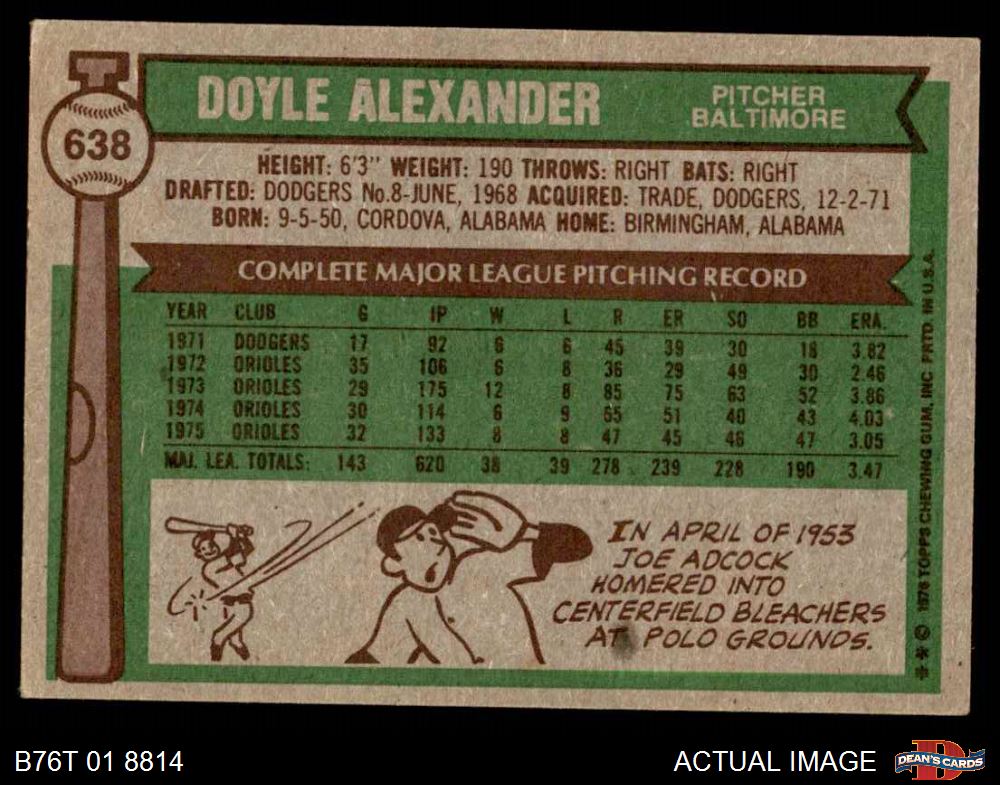 638
DOYLE ALEXANDER
PITCHER
BALTIMORE
HEIGHT: 6'3" WEIGHT: 190 THROWS: RIGHT BATS: RIGHT
DRAFTED: DODGERS No.8-JUNE, 1968 ACQUIRED: TRADE, DODGERS, 12-2-71
BORN: 9-5-50, CORDOVA, ALABAMA HOME: BIRMINGHAM, ALABAMA
COMPLETE MAJOR LEAGUE PITCHING RECORD
YEAR CLUB G IP W L R ER SO BB ERA.
1971 DODGERS 17 92 6 6 45 39 30 18 3.82
1972 ORIOLES 35 106 6 8 36 29 49 30 2.46
1973 ORIOLES 29 175 12 8 85 75 63 52 3.86
1974 ORIOLES 30 114 6 9 65 51 40 43 4.03
1975 ORIOLES 32 133 8 8 47 45 46 47 3.05
MAJ. LEA. TOTALS: 143 620 38 39 278 239 228 190 3.47
IN APRIL OF 1953
JOE ADCOCK
HOMERED INTO
CENTERFIELD BLEACHERS
AT POLO GROUNDS.
** © 1976 TOPPS CHEWING GUM, INC PRTD. IN U.S.A.
B76T 01 8814
ACTUAL IMAGE
DEAN'S CARDS